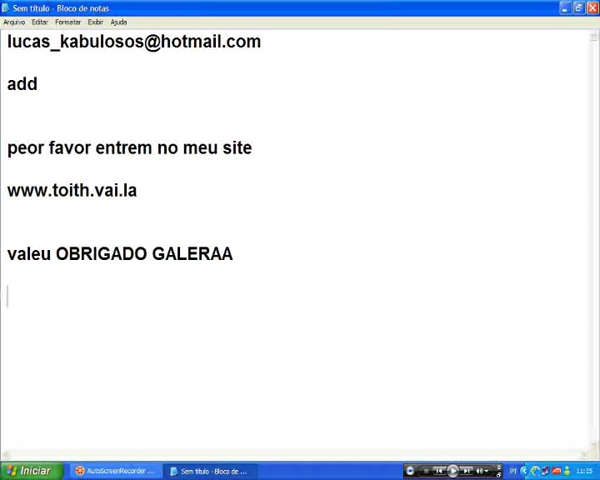 Sem título - Bloco de notas
Arquivo Editar Formatar Exibir Ajuda
lucas_kabulosos@hotmail.com
add
peor favor entrem no meu site
www.toith.vai.la
valeu OBRIGADO GALERAA
Iniciar
AutoScreenRecorder ...
Sem título - Bloco de ...
PT
11:15